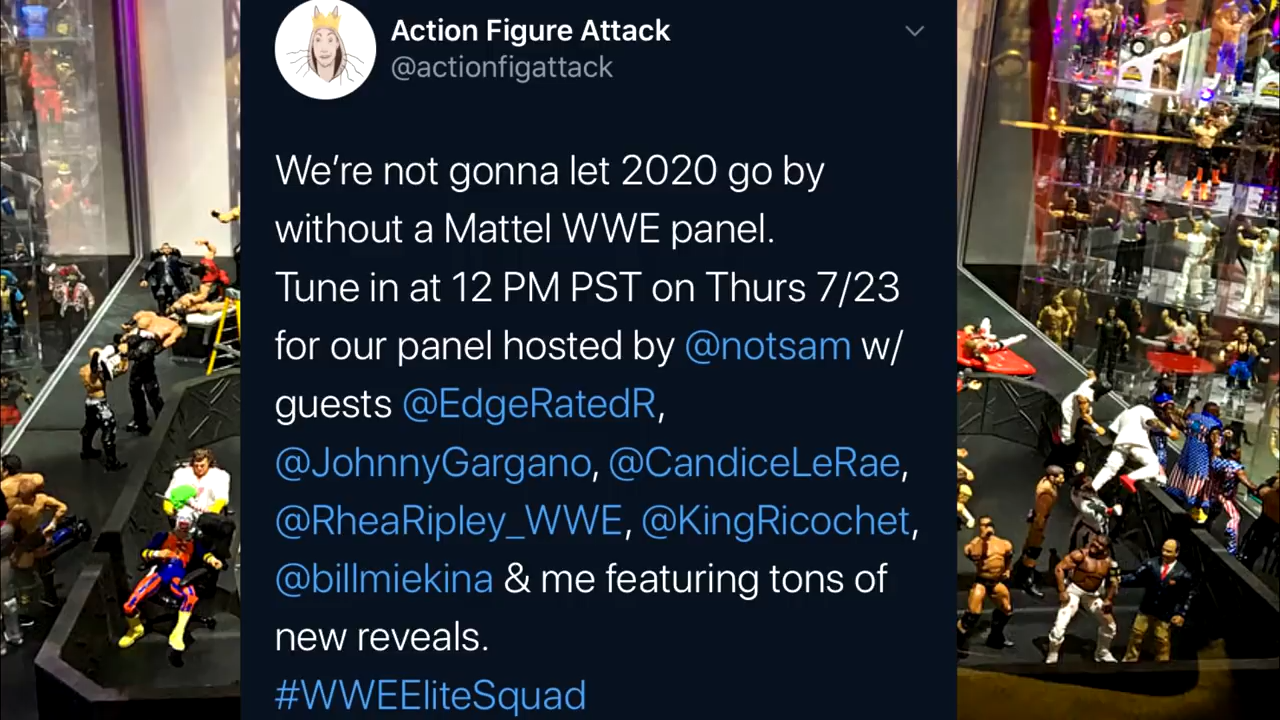 Action Figure Attack
@actionfigattack
We’re not gonna let 2020 go by
without a Mattel WWE panel.
Tune in at 12 PM PST on Thurs 7/23
for our panel hosted by @notsam w/
guests @EdgeRatedR,
@JohnnyGargano, @CandiceLeRae,
@RheaRipley_WWE, @KingRicochet,
@billmiekina & me featuring tons of
new reveals.
#WWEEliteSquad